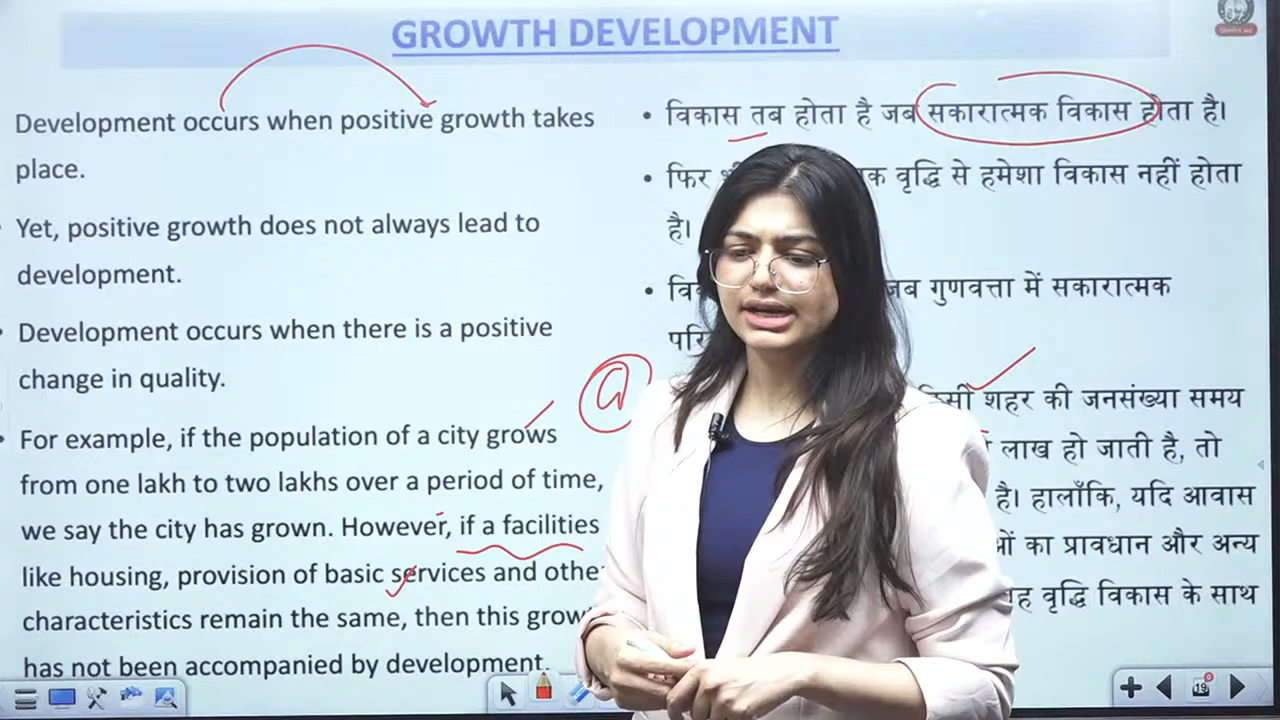 GROWTH DEVELOPMENT
Development occurs when positive growth takes
place.
Yet, positive growth does not always lead to
development.
Development occurs when there is a positive
change in quality.
For example, if the population of a city grows
from one lakh to two lakhs over a period of time,
we say the city has grown. However, if a facilities
like housing, provision of basic services and
characteristics remain the same, then this
has not been accompanied by development.
विकास तब होता है जब सकारात्मक विकास होता है।
फिर वृद्धि से हमेशा विकास नहीं होता
है।
गुणवत्ता में सकारात्मक
शहर की जनसंख्या समय
लाख हो जाती है, तो
है। हालाँकि, यदि आवास
का प्रावधान और अन्य
वृद्धि विकास के साथ
19